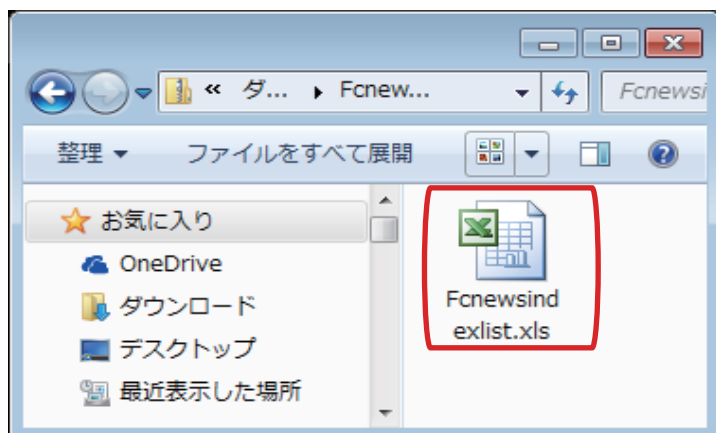 « ダ... ▸ Fcnew...
Fcnewsi
整理 ▼ ファイルをすべて展開
お気に入り
OneDrive
ダウンロード
デスクトップ
最近表示した場所
Fcnewsind
exlist.xls